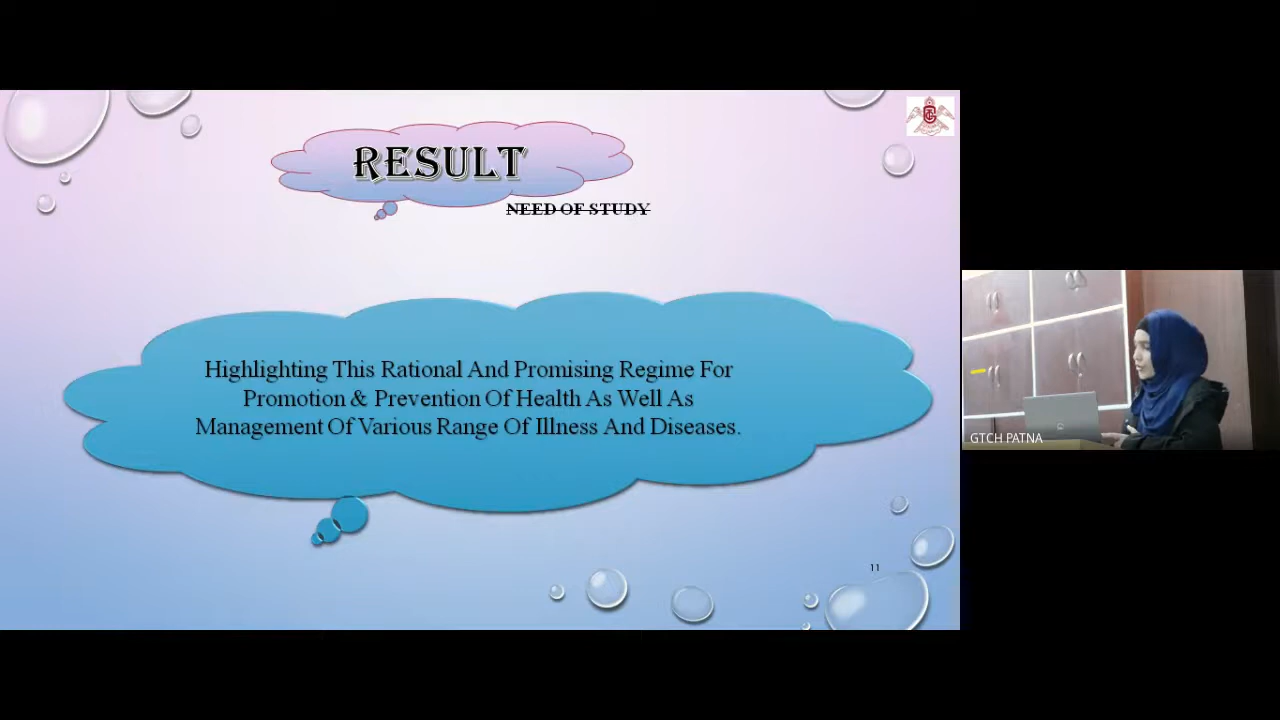 RESULT
NEED OF STUDY
Highlighting This Rational And Promising Regime For
Promotion & Prevention Of Health As Well As
Management Of Various Range Of Illness And Diseases.
11
GTCH PATNA